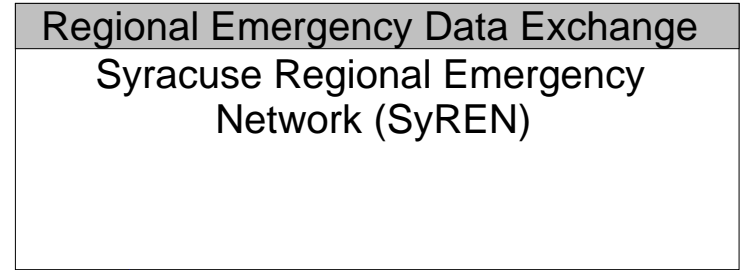 Regional Emergency Data Exchange
Syracuse Regional Emergency
Network (SyREN)